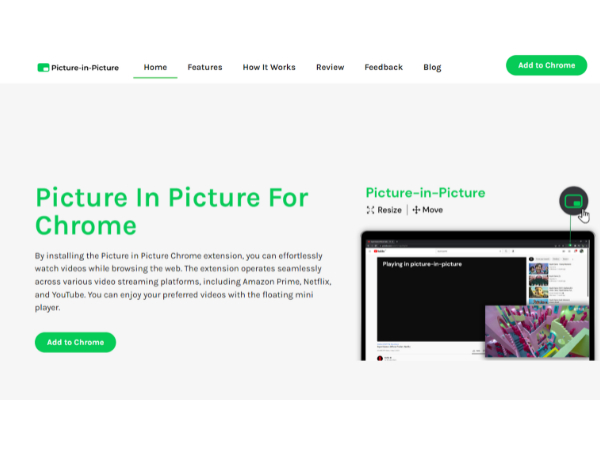 Picture-in-Picture
Home
Features
How It Works
Review
Feedback
Blog
Add to Chrome
Picture In Picture For
Chrome
By installing the Picture in Picture Chrome extension, you can effortlessly
watch videos while browsing the web. The extension operates seamlessly
across various video streaming platforms, including Amazon Prime, Netflix,
and YouTube. You can enjoy your preferred videos with the floating mini
player.
Add to Chrome
Picture-in-Picture
Resize | Move
Playing in picture-in-picture